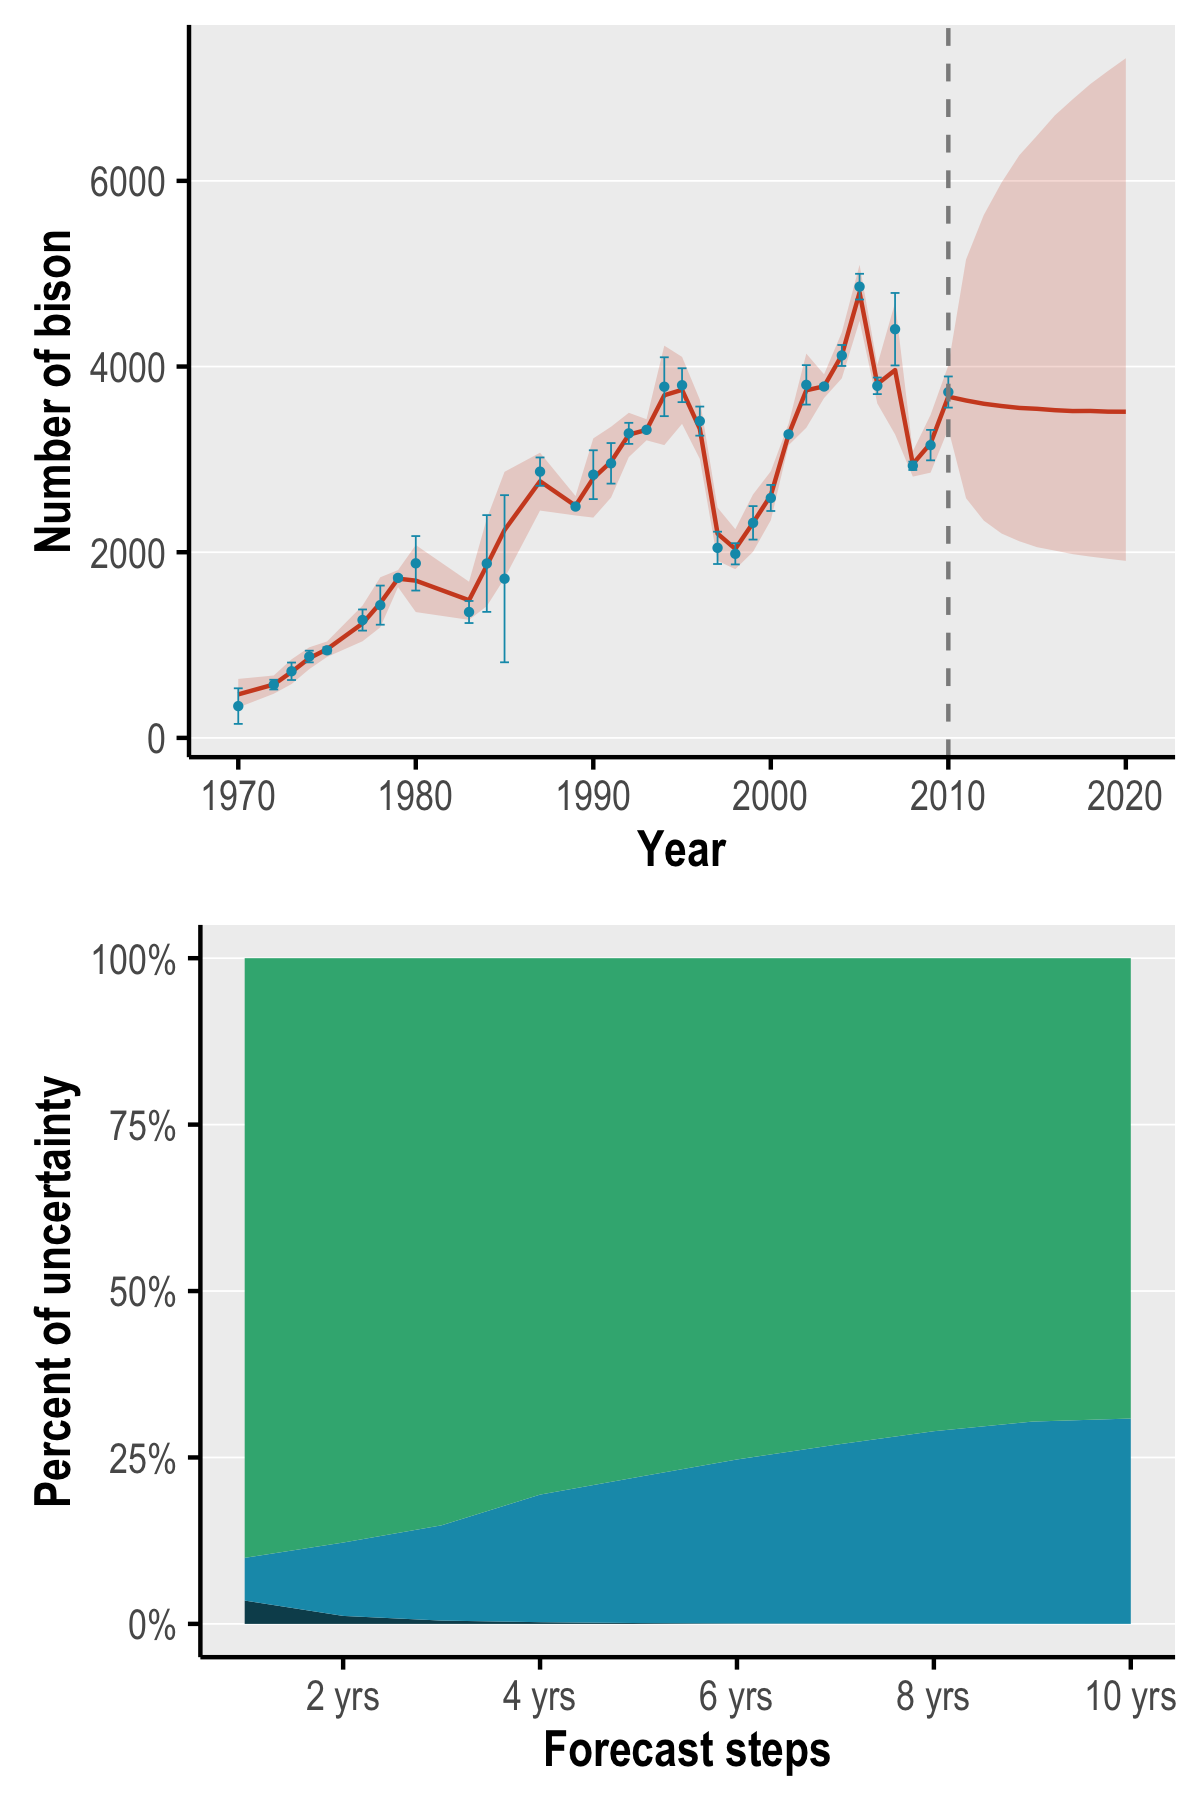 Number of bison
6000
4000
2000
0
1970 1980 1990 2000 2010 2020
Year
Percent of uncertainty
100%
75%
50%
25%
0%
2 yrs 4 yrs 6 yrs 8 yrs 10 yrs
Forecast steps